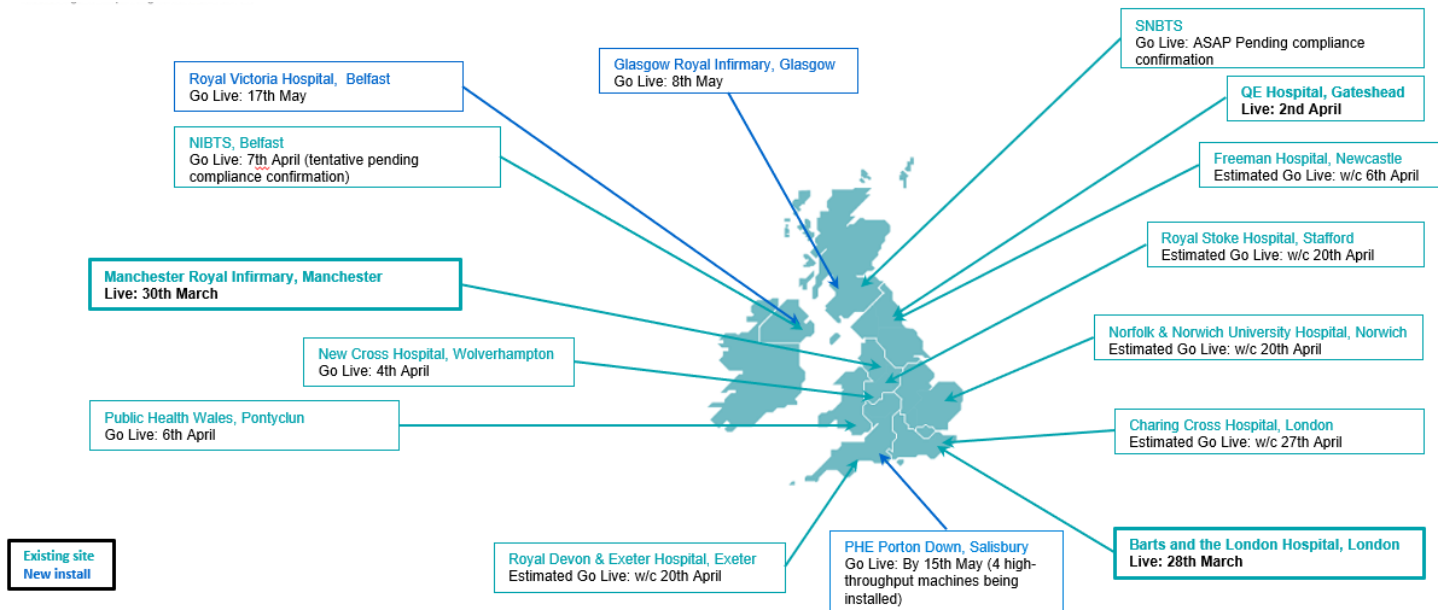 SNBTS
Go Live: ASAP Pending compliance
confirmation
Glasgow Royal Infirmary, Glasgow
Go Live: 8th May
Royal Victoria Hospital, Belfast
Go Live: 17th May
QE Hospital, Gateshead
Live: 2nd April
NIBTS, Belfast
Go Live: 7th April (tentative pending
compliance confirmation)
Freeman Hospital, Newcastle
Estimated Go Live: w/c 6th April
Royal Stoke Hospital, Stafford
Estimated Go Live: w/c 20th April
Manchester Royal Infirmary, Manchester
Live: 30th March
Norfolk & Norwich University Hospital, Norwich
Estimated Go Live: w/c 20th April
New Cross Hospital, Wolverhampton
Go Live: 4th April
Public Health Wales, Pontyclun
Go Live: 6th April
Charing Cross Hospital, London
Estimated Go Live: w/c 27th April
Barts and the London Hospital, London
Live: 28th March
PHE Porton Down, Salisbury
Go Live: By 15th May (4 high-
throughput machines being
installed)
Royal Devon & Exeter Hospital, Exeter
Estimated Go Live: w/c 20th April
Existing site
New install